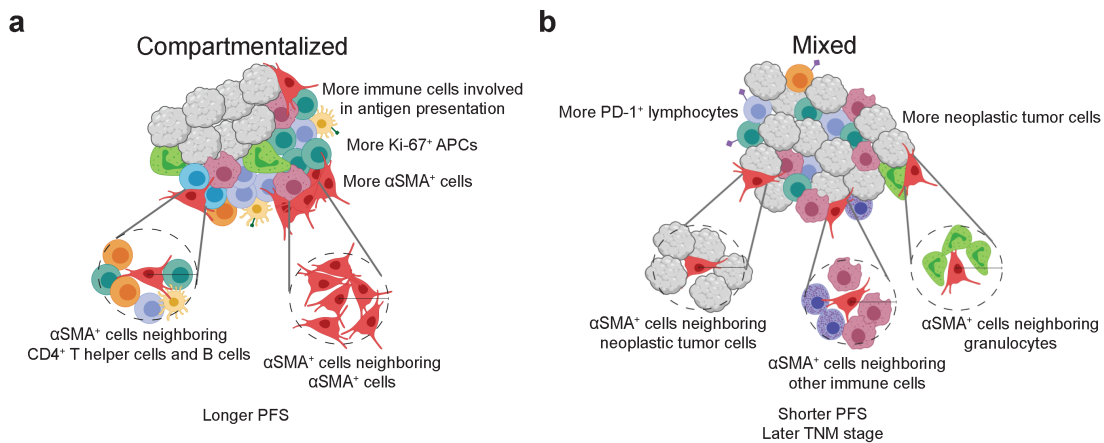 a
Compartmentalized
More immune cells involved
in antigen presentation
More Ki-67⁺ APCs
More αSMA⁺ cells
αSMA⁺ cells neighboring
CD4⁺ T helper cells and B cells
αSMA⁺ cells neighboring
αSMA⁺ cells
Longer PFS
b
Mixed
More PD-1⁺ lymphocytes
More neoplastic tumor cells
αSMA⁺ cells neighboring
neoplastic tumor cells
αSMA⁺ cells neighboring
other immune cells
αSMA⁺ cells neighboring
granulocytes
Shorter PFS
Later TNM stage